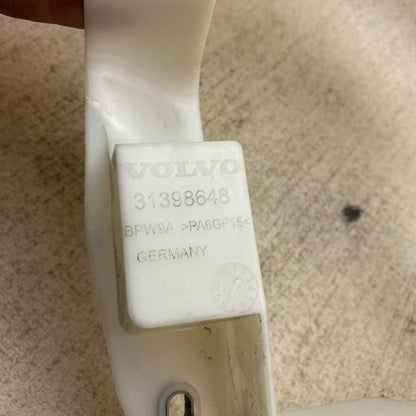 VOLVO
31398648
BPW9A >PA6GF15<
GERMANY